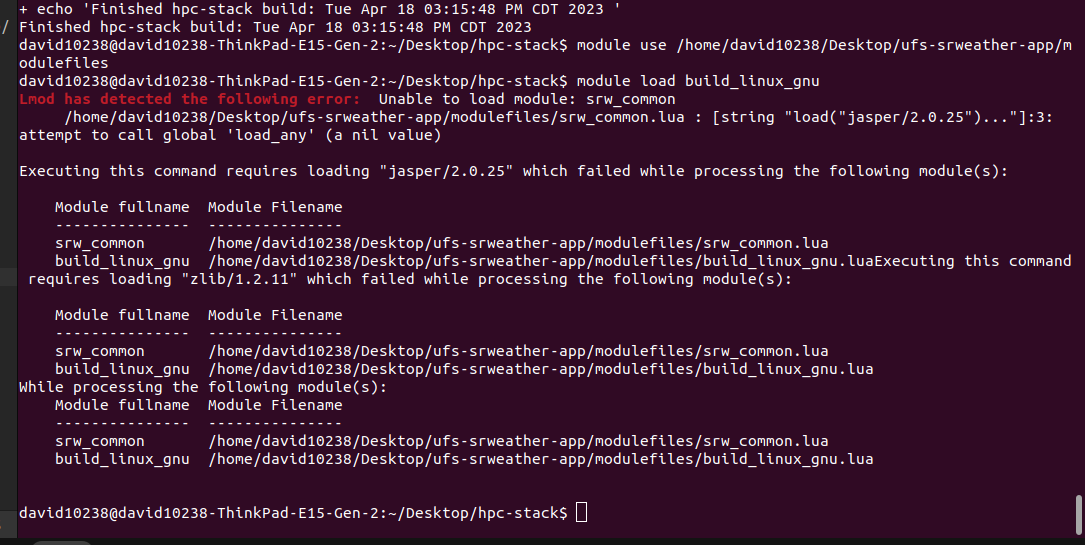 + echo 'Finished hpc-stack build: Tue Apr 18 03:15:48 PM CDT 2023 '
Finished hpc-stack build: Tue Apr 18 03:15:48 PM CDT 2023
david10238@david10238-ThinkPad-E15-Gen-2:~/Desktop/hpc-stack$ module use /home/david10238/Desktop/ufs-srweather-app/m
odulefiles
david10238@david10238-ThinkPad-E15-Gen-2:~/Desktop/hpc-stack$ module load build_linux_gnu
Lmod has detected the following error:  Unable to load module: srw_common
     /home/david10238/Desktop/ufs-srweather-app/modulefiles/srw_common.lua : [string "load("jasper/2.0.25")..."]:3:
attempt to call global 'load_any' (a nil value)

Executing this command requires loading "jasper/2.0.25" which failed while processing the following module(s):

    Module fullname  Module Filename
    ---------------  ---------------
    srw_common       /home/david10238/Desktop/ufs-srweather-app/modulefiles/srw_common.lua
    build_linux_gnu  /home/david10238/Desktop/ufs-srweather-app/modulefiles/build_linux_gnu.luaExecuting this command
 requires loading "zlib/1.2.11" which failed while processing the following module(s):

    Module fullname  Module Filename
    ---------------  ---------------
    srw_common       /home/david10238/Desktop/ufs-srweather-app/modulefiles/srw_common.lua
    build_linux_gnu  /home/david10238/Desktop/ufs-srweather-app/modulefiles/build_linux_gnu.lua
While processing the following module(s):
    Module fullname  Module Filename
    ---------------  ---------------
    srw_common       /home/david10238/Desktop/ufs-srweather-app/modulefiles/srw_common.lua
    build_linux_gnu  /home/david10238/Desktop/ufs-srweather-app/modulefiles/build_linux_gnu.lua

david10238@david10238-ThinkPad-E15-Gen-2:~/Desktop/hpc-stack$